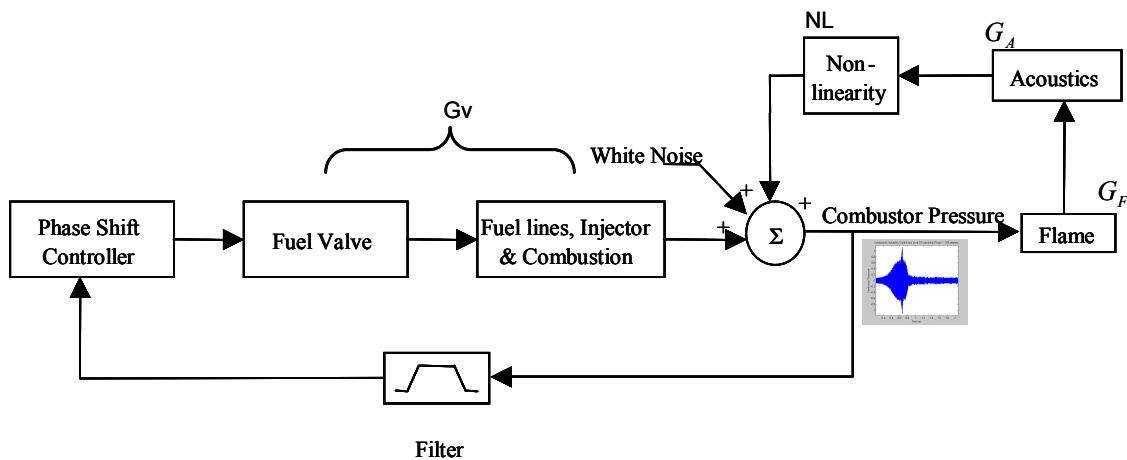 NL
G_A
Non-
linearity
Acoustics
Gv
White Noise
+
+
+
G_F
Phase Shift
Controller
Fuel Valve
Fuel lines, Injector
& Combustion
Σ
Combustor Pressure
Flame
Filter